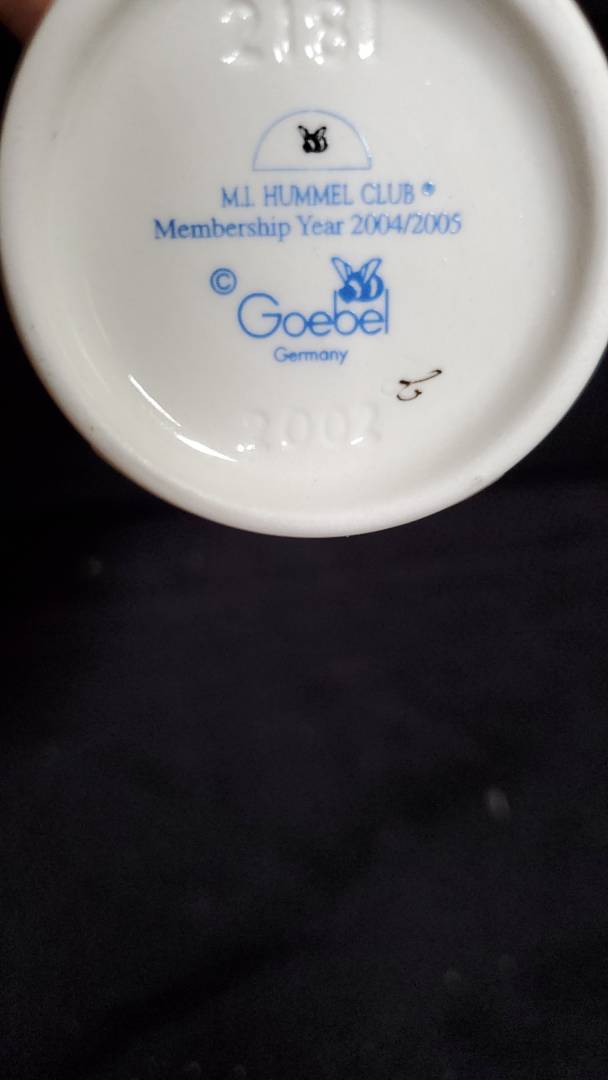 2181
M.I. HUMMEL CLUB®
Membership Year 2004/2005
© Goebel
Germany
2002